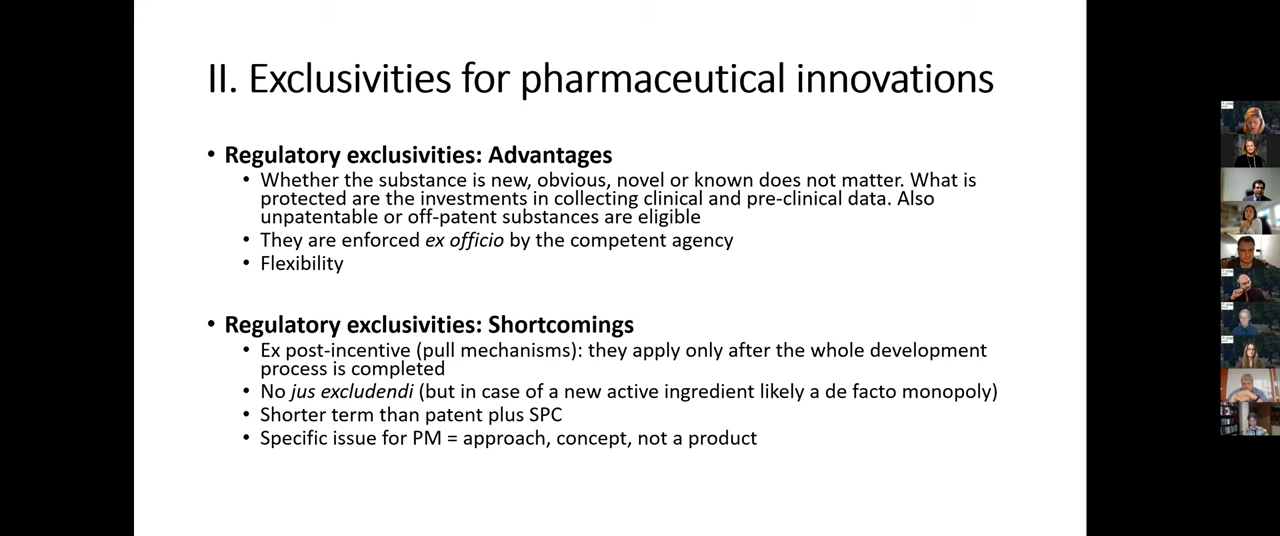 II. Exclusivities for pharmaceutical innovations
• Regulatory exclusivities: Advantages
• Whether the substance is new, obvious, novel or known does not matter. What is
protected are the investments in collecting clinical and pre-clinical data. Also
unpatentable or off-patent substances are eligible
• They are enforced ex officio by the competent agency
• Flexibility
• Regulatory exclusivities: Shortcomings
• Ex post-incentive (pull mechanisms): they apply only after the whole development
process is completed
• No jus excludendi (but in case of a new active ingredient likely a de facto monopoly)
• Shorter term than patent plus SPC
• Specific issue for PM = approach, concept, not a product